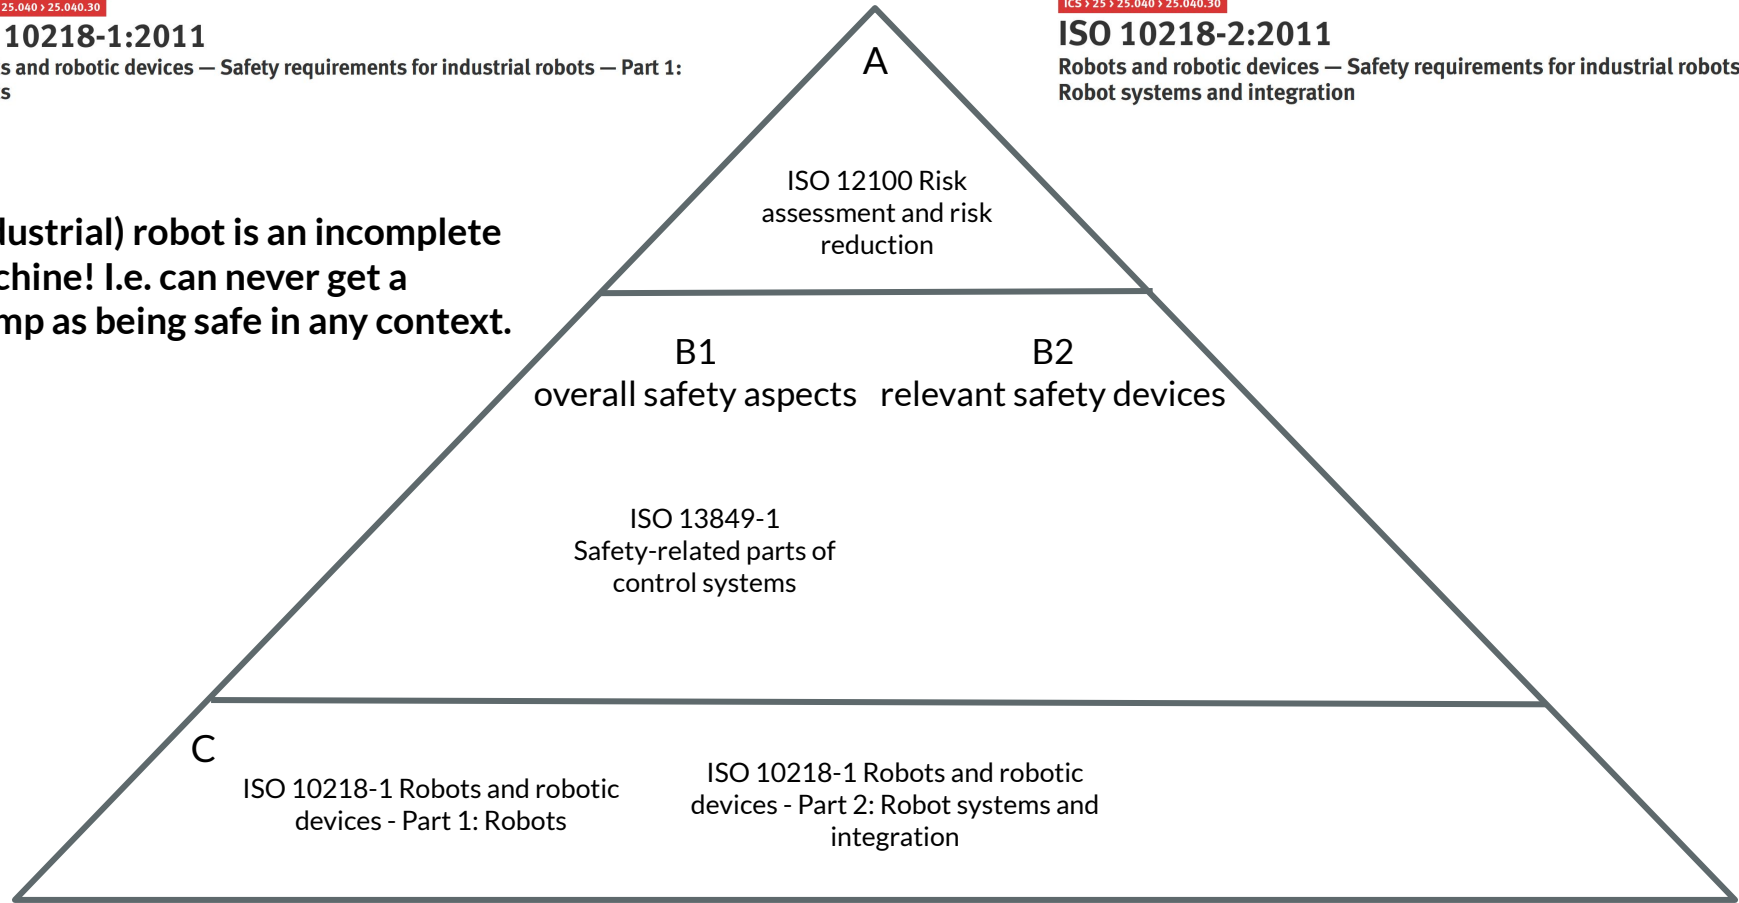 25.040 > 25.040.30
10218-1:2011
s and robotic devices — Safety requirements for industrial robots — Part 1:
s
ICS > 25 > 25.040 > 25.040.30
ISO 10218-2:2011
Robots and robotic devices — Safety requirements for industrial robots
Robot systems and integration
A
ISO 12100 Risk
assessment and risk
reduction
dustrial) robot is an incomplete
chine! I.e. can never get a
mp as being safe in any context.
B1
overall safety aspects
B2
relevant safety devices
ISO 13849-1
Safety-related parts of
control systems
C
ISO 10218-1 Robots and robotic
devices - Part 1: Robots
ISO 10218-1 Robots and robotic
devices - Part 2: Robot systems and
integration